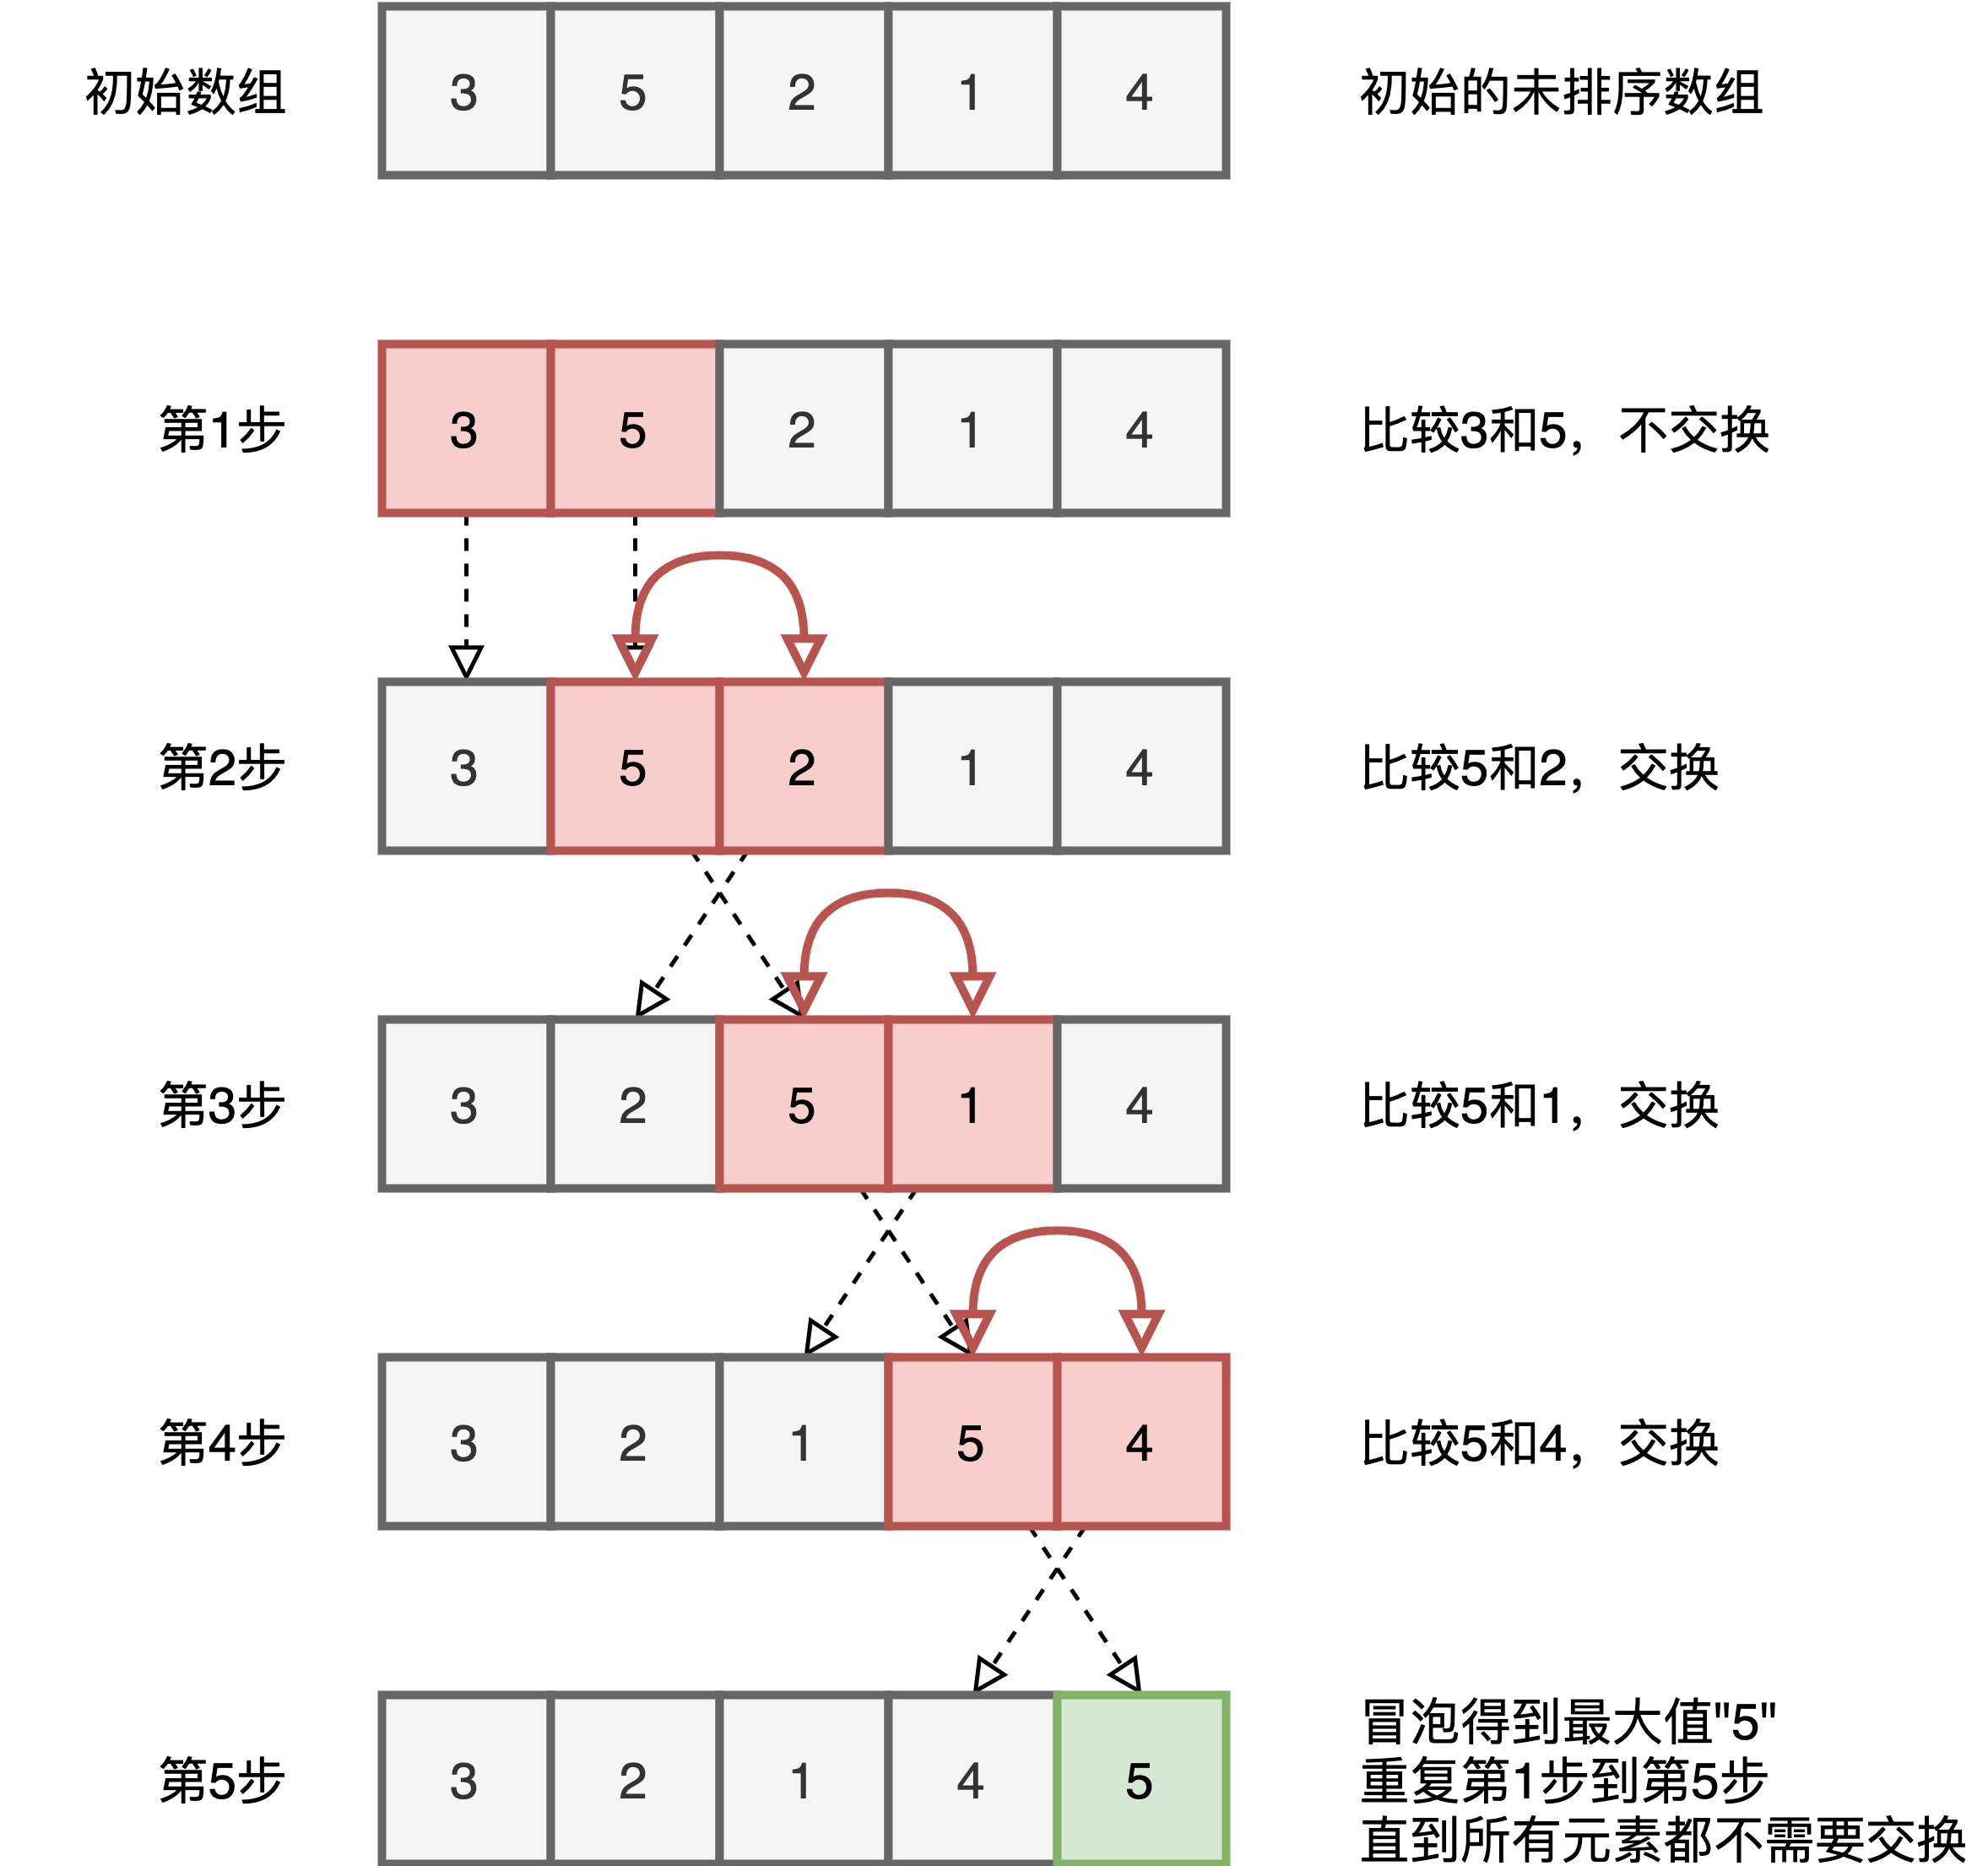 初始数组 3 5 2 1 4 初始的未排序数组
第1步 3 5 2 1 4 比较3和5，不交换
第2步 3 5 2 1 4 比较5和2，交换
第3步 3 2 5 1 4 比较5和1，交换
第4步 3 2 1 5 4 比较5和4，交换
第5步 3 2 1 4 5 冒泡得到最大值"5"
重复第1步到第5步
直到所有元素都不需要交换